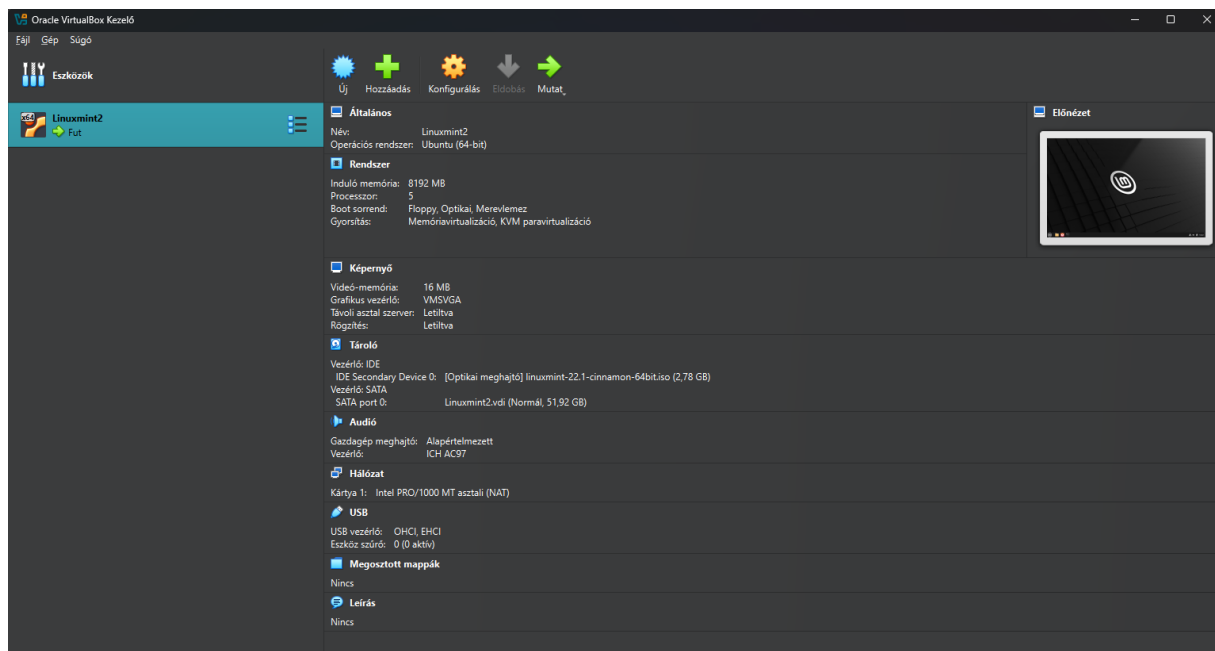 Oracle VirtualBox Kezelő
Fájl Gép Súgó
Eszközök
Új Hozzáadás Konfigurálás Eldobás Mutat
x64
Linuxmint2
Fut
Általános
Név: Linuxmint2
Operációs rendszer: Ubuntu (64-bit)
Előnézet
Rendszer
Induló memória: 8192 MB
Processzor: 5
Boot sorrend: Floppy, Optikai, Merevlemez
Gyorsítás: Memóriavirtualizáció, KVM paravirtualizáció
Képernyő
Videó-memória: 16 MB
Grafikus vezérlő: VMSVGA
Távoli asztal szerver: Letiltva
Rögzítés: Letiltva
Tároló
Vezérlő: IDE
IDE Secondary Device 0: [Optikai meghajtó] linuxmint-22.1-cinnamon-64bit.iso (2,78 GB)
Vezérlő: SATA
SATA port 0: Linuxmint2.vdi (Normál, 51,92 GB)
Audió
Gazdagép meghajtó: Alapértelmezett
Vezérlő: ICH AC97
Hálózat
Kártya 1: Intel PRO/1000 MT asztali (NAT)
USB
USB vezérlő: OHCI, EHCI
Eszköz szűrő: 0 (0 aktív)
Megosztott mappák
Nincs
Leírás
Nincs